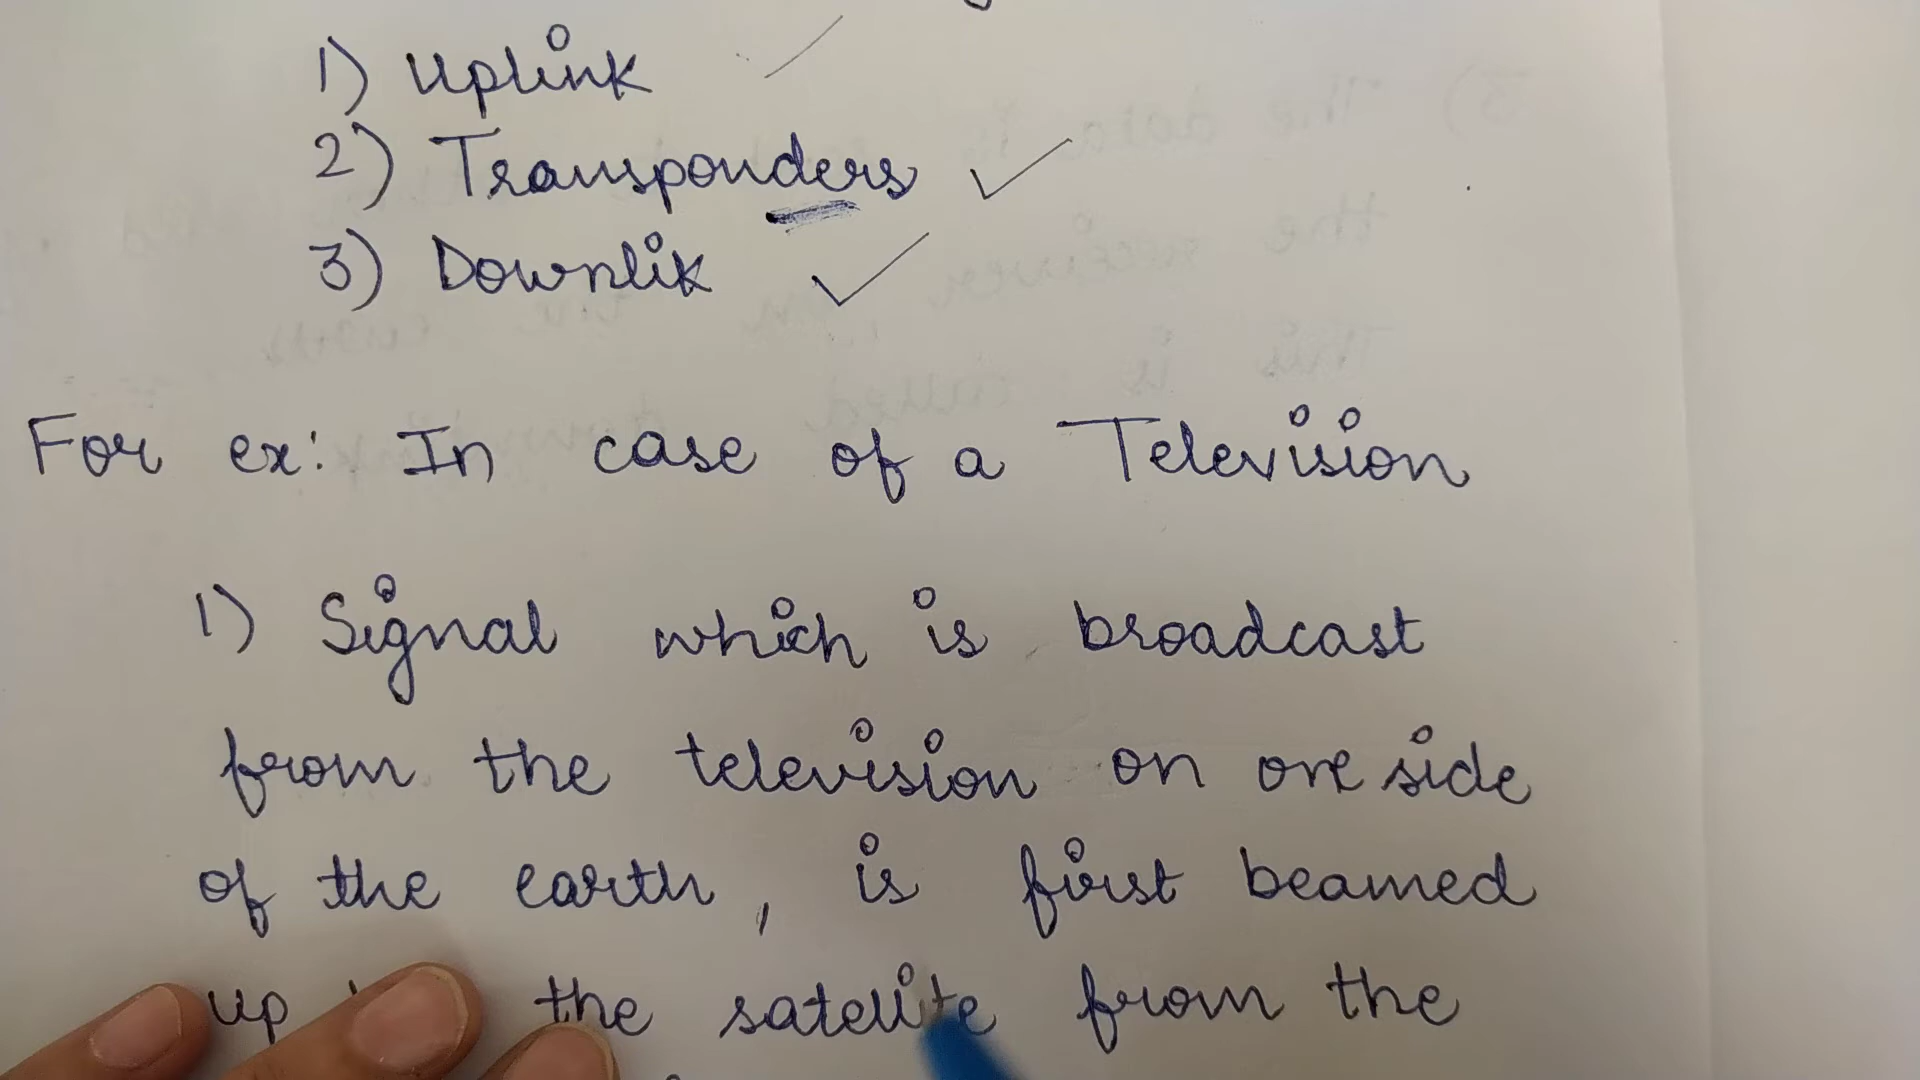 1) Uplink
2) Transponders
3) Downlik
For ex: In case of a Television
1) Signal which is broadcast
from the television on one side
of the earth, is first beamed
up the satellite from the